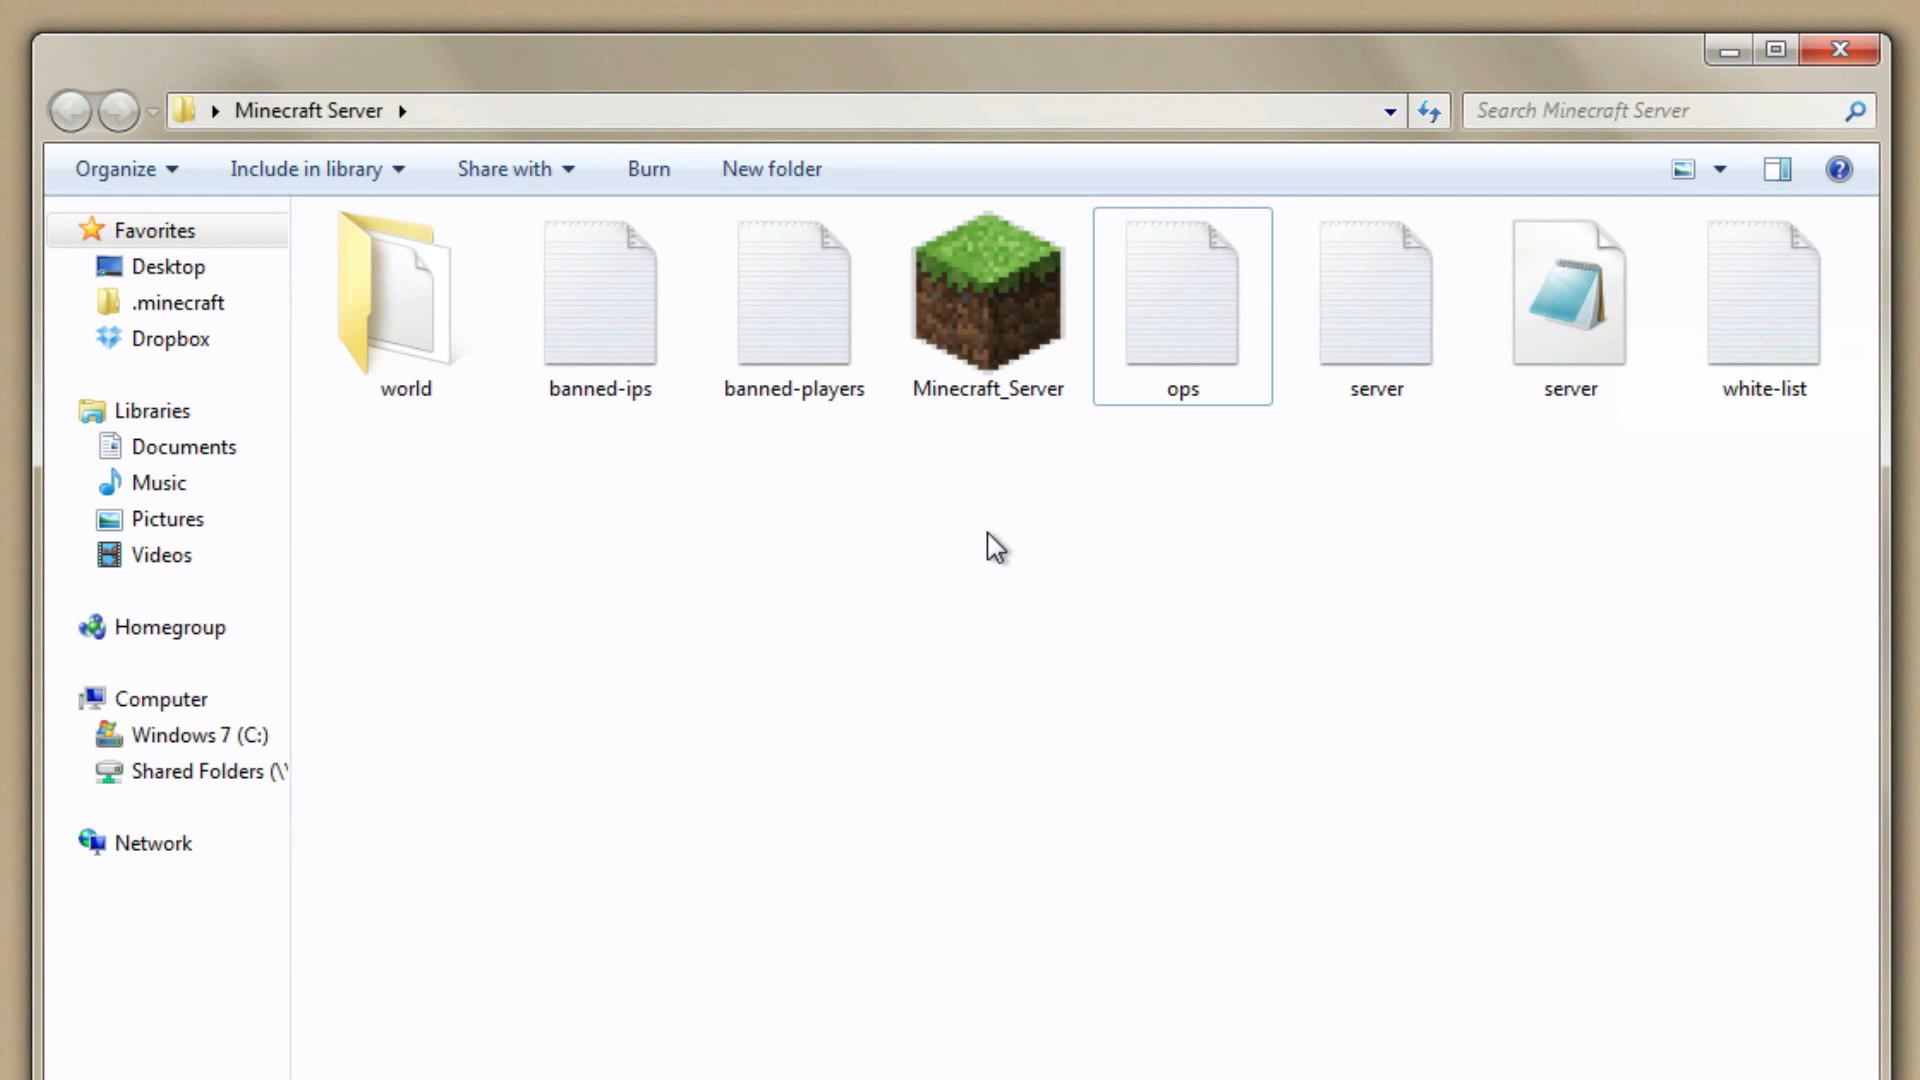 Minecraft Server
Search Minecraft Server
Organize
Include in library
Share with
Burn
New folder
Favorites
Desktop
.minecraft
Dropbox
Libraries
Documents
Music
Pictures
Videos
Homegroup
Computer
Windows 7 (C:)
Shared Folders (\\
Network
world
banned-ips
banned-players
Minecraft_Server
ops
server
server
white-list